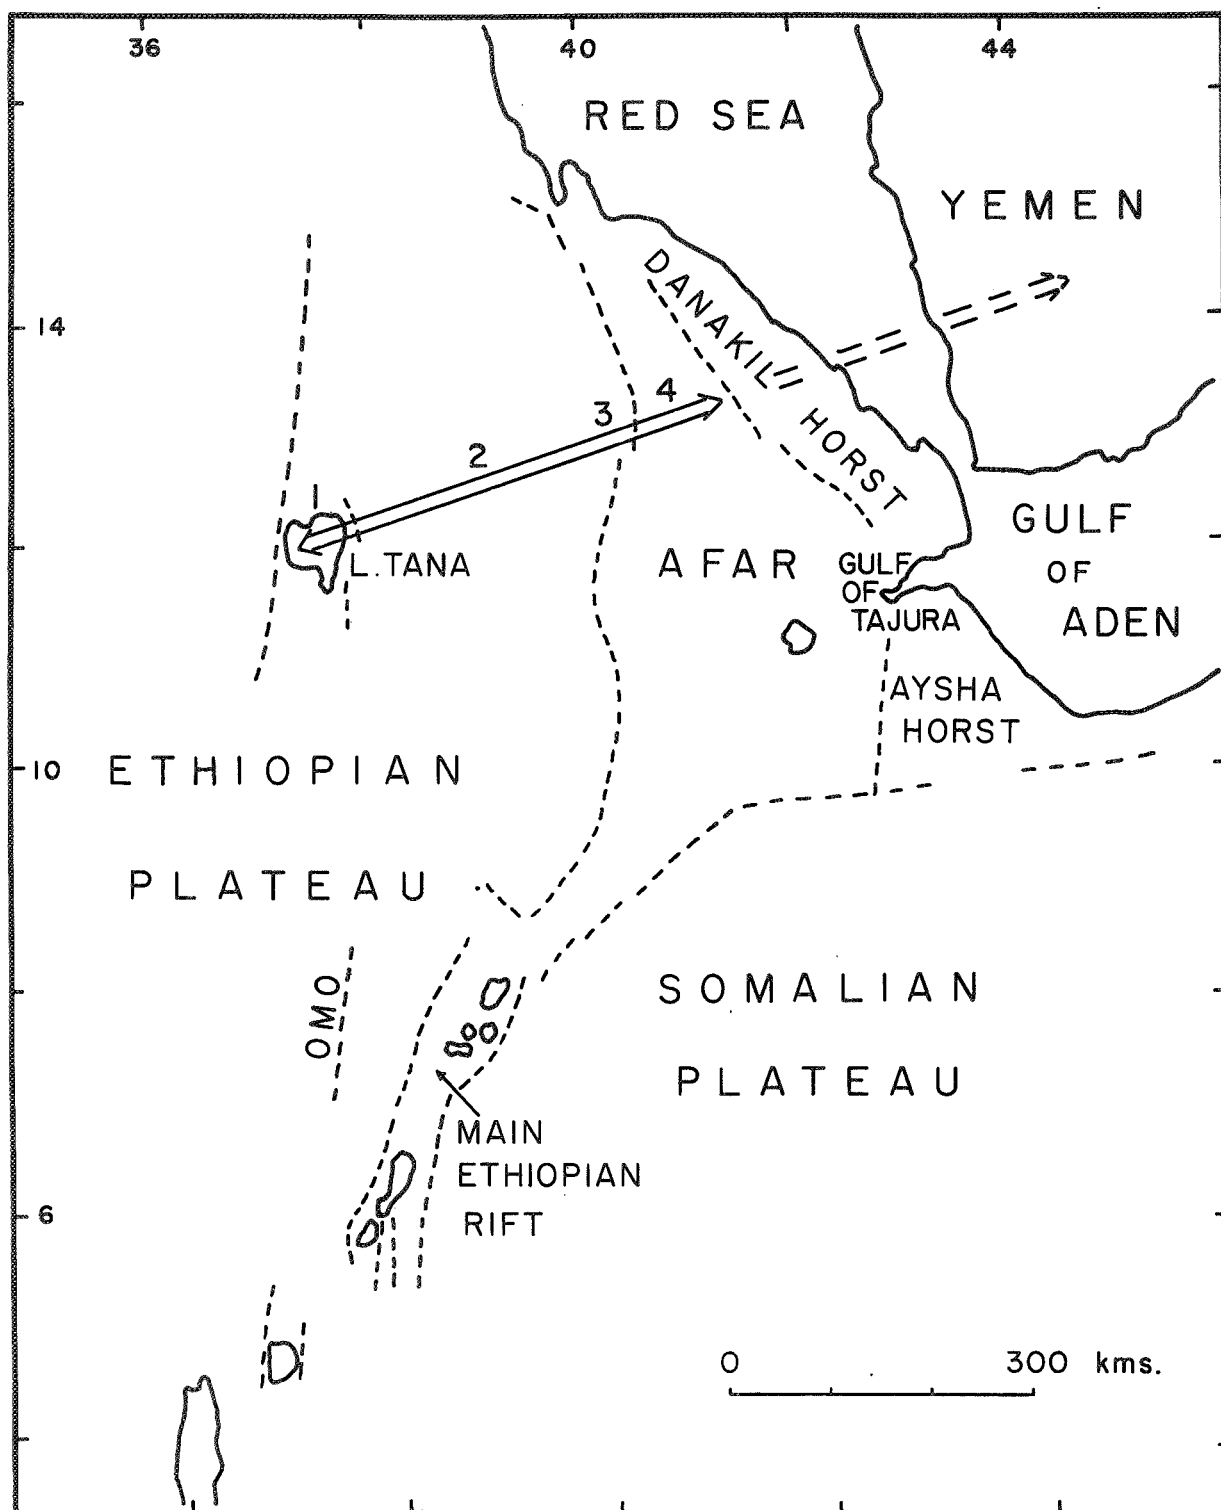 36 40 44
RED SEA
YEMEN
DANAKIL
HORST
14
4
3
2
1
L. TANA
AFAR
GULF
OF
TAJURA
GULF
OF
ADEN
AYSHA
HORST
10
ETHIOPIAN
PLATEAU
OMO
SOMALIAN
PLATEAU
MAIN
ETHIOPIAN
RIFT
6
0 300 kms.